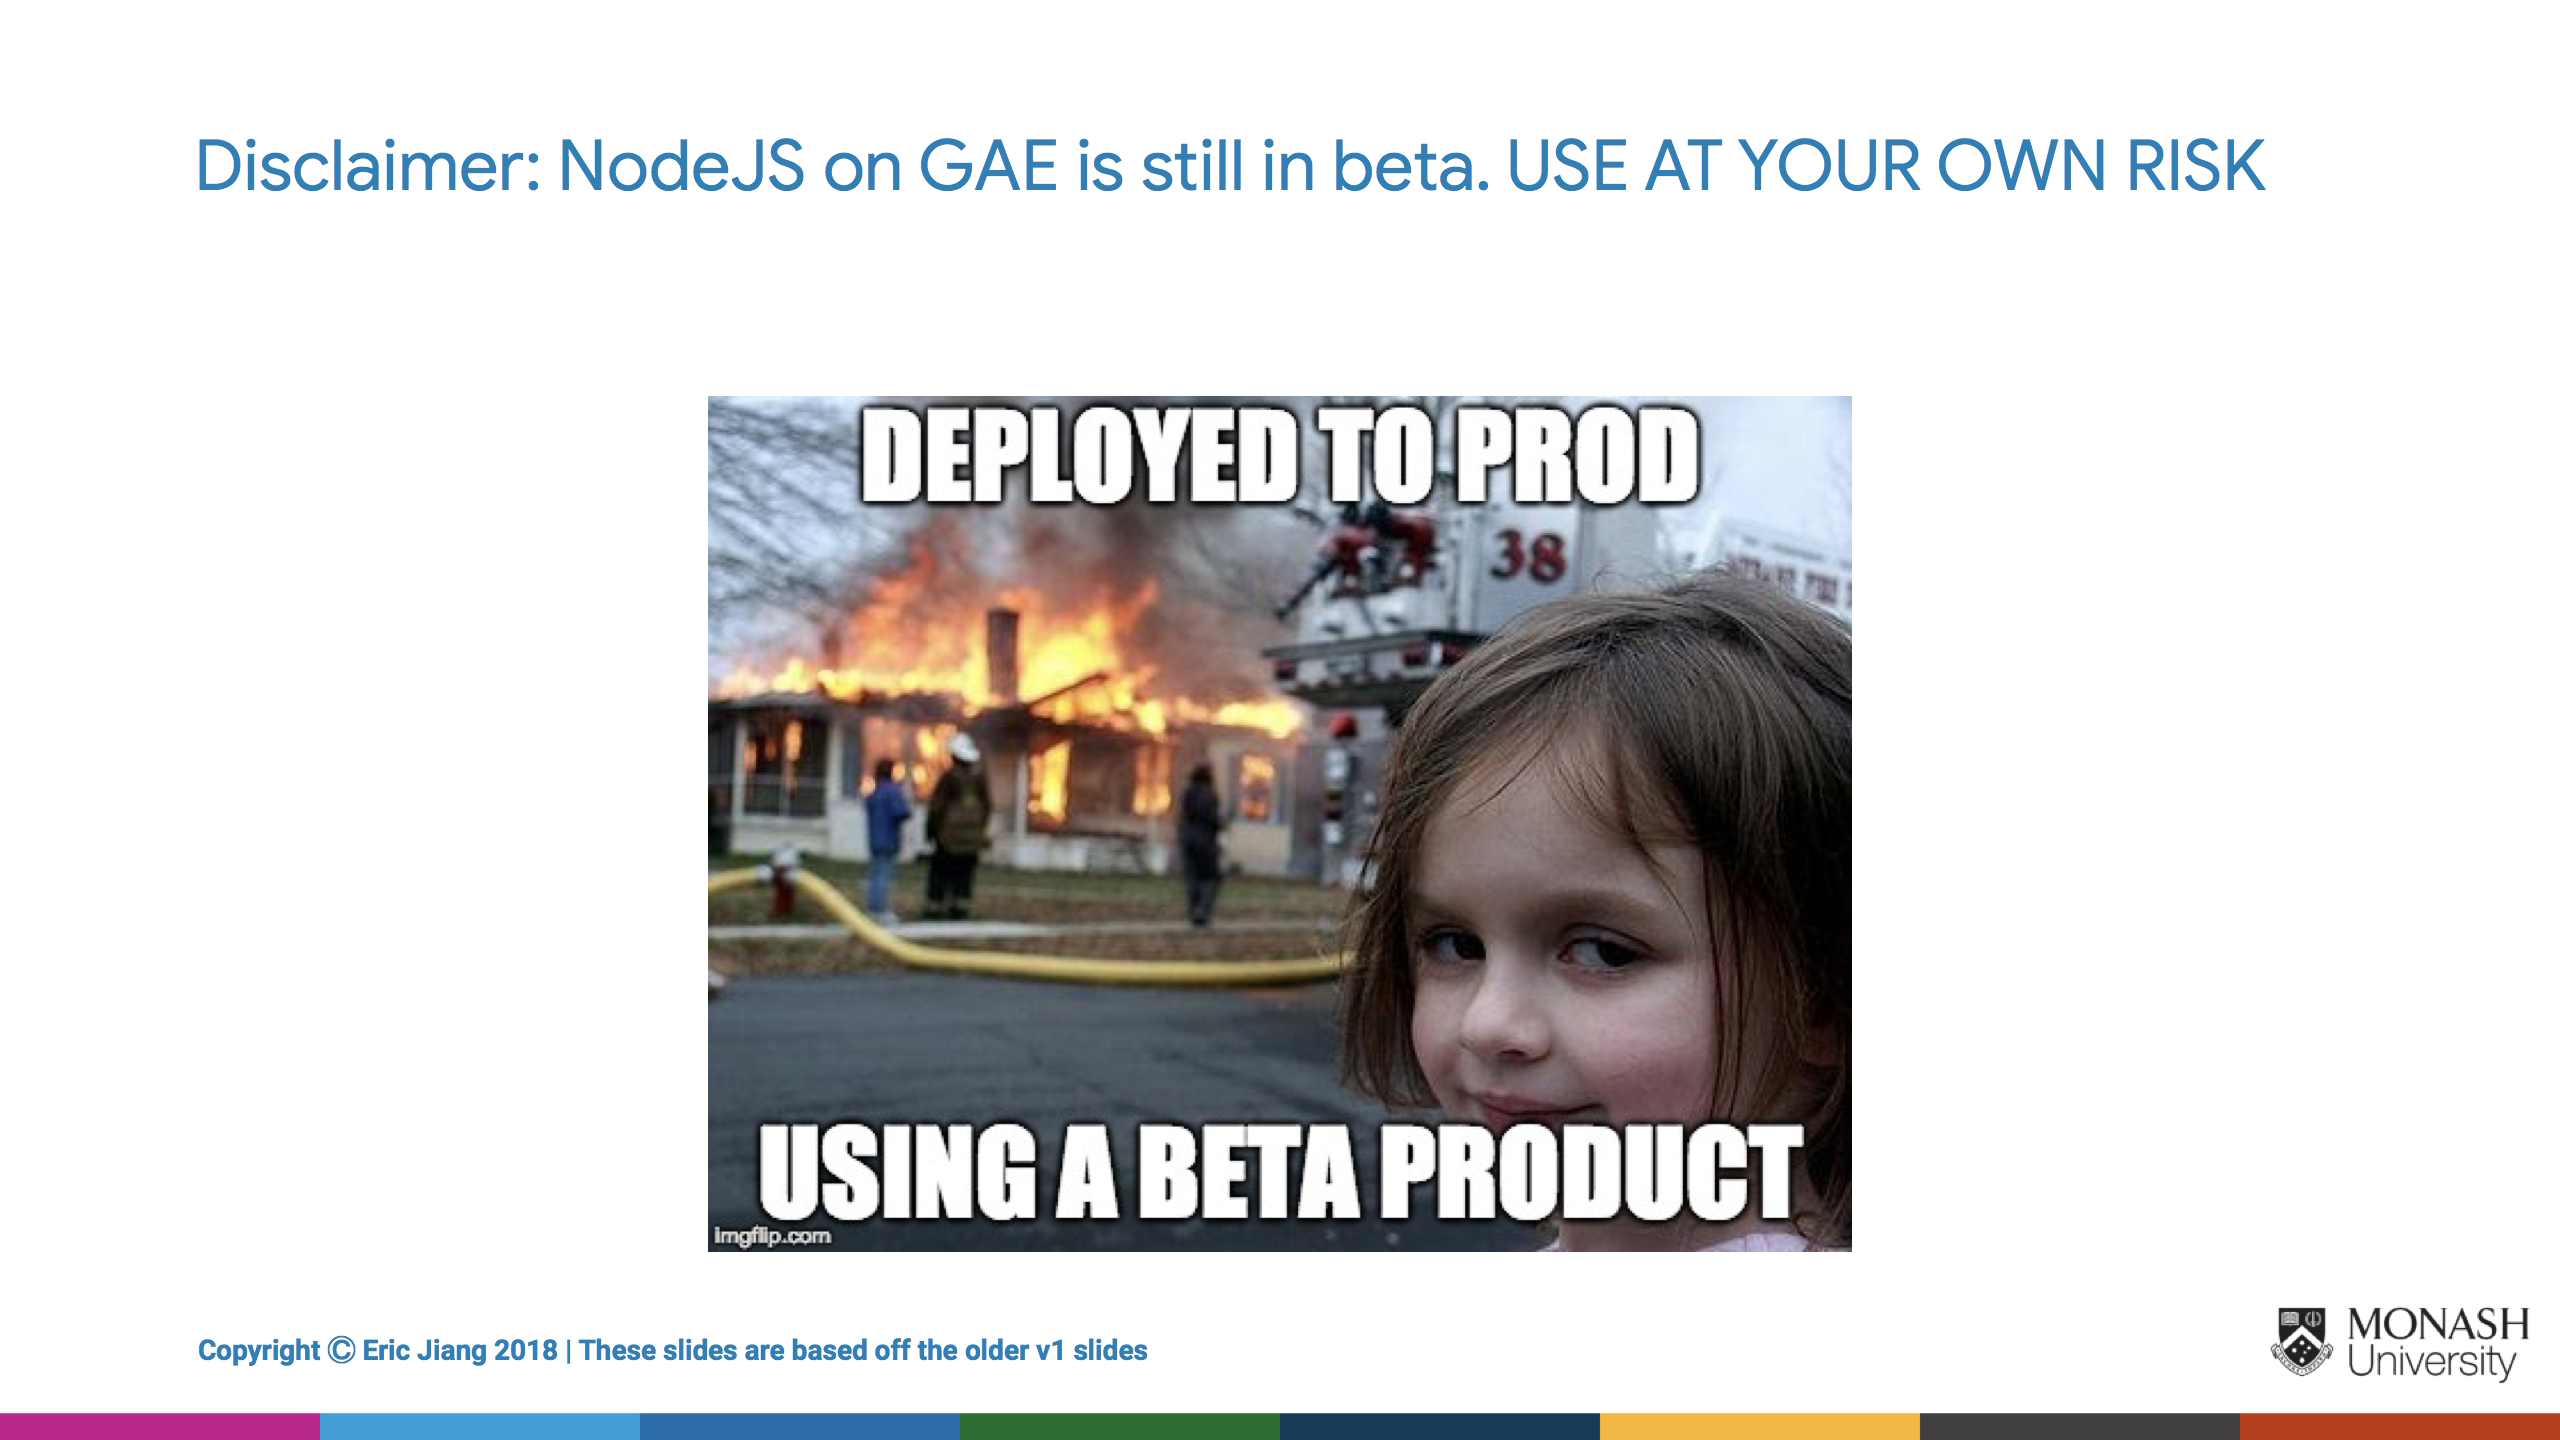 Disclaimer: NodeJS on GAE is still in beta. USE AT YOUR OWN RISK
DEPLOYED TO PROD
38
USING A BETA PRODUCT
imgflip.com
Copyright © Eric Jiang 2018 | These slides are based off the older v1 slides
MONASH
University